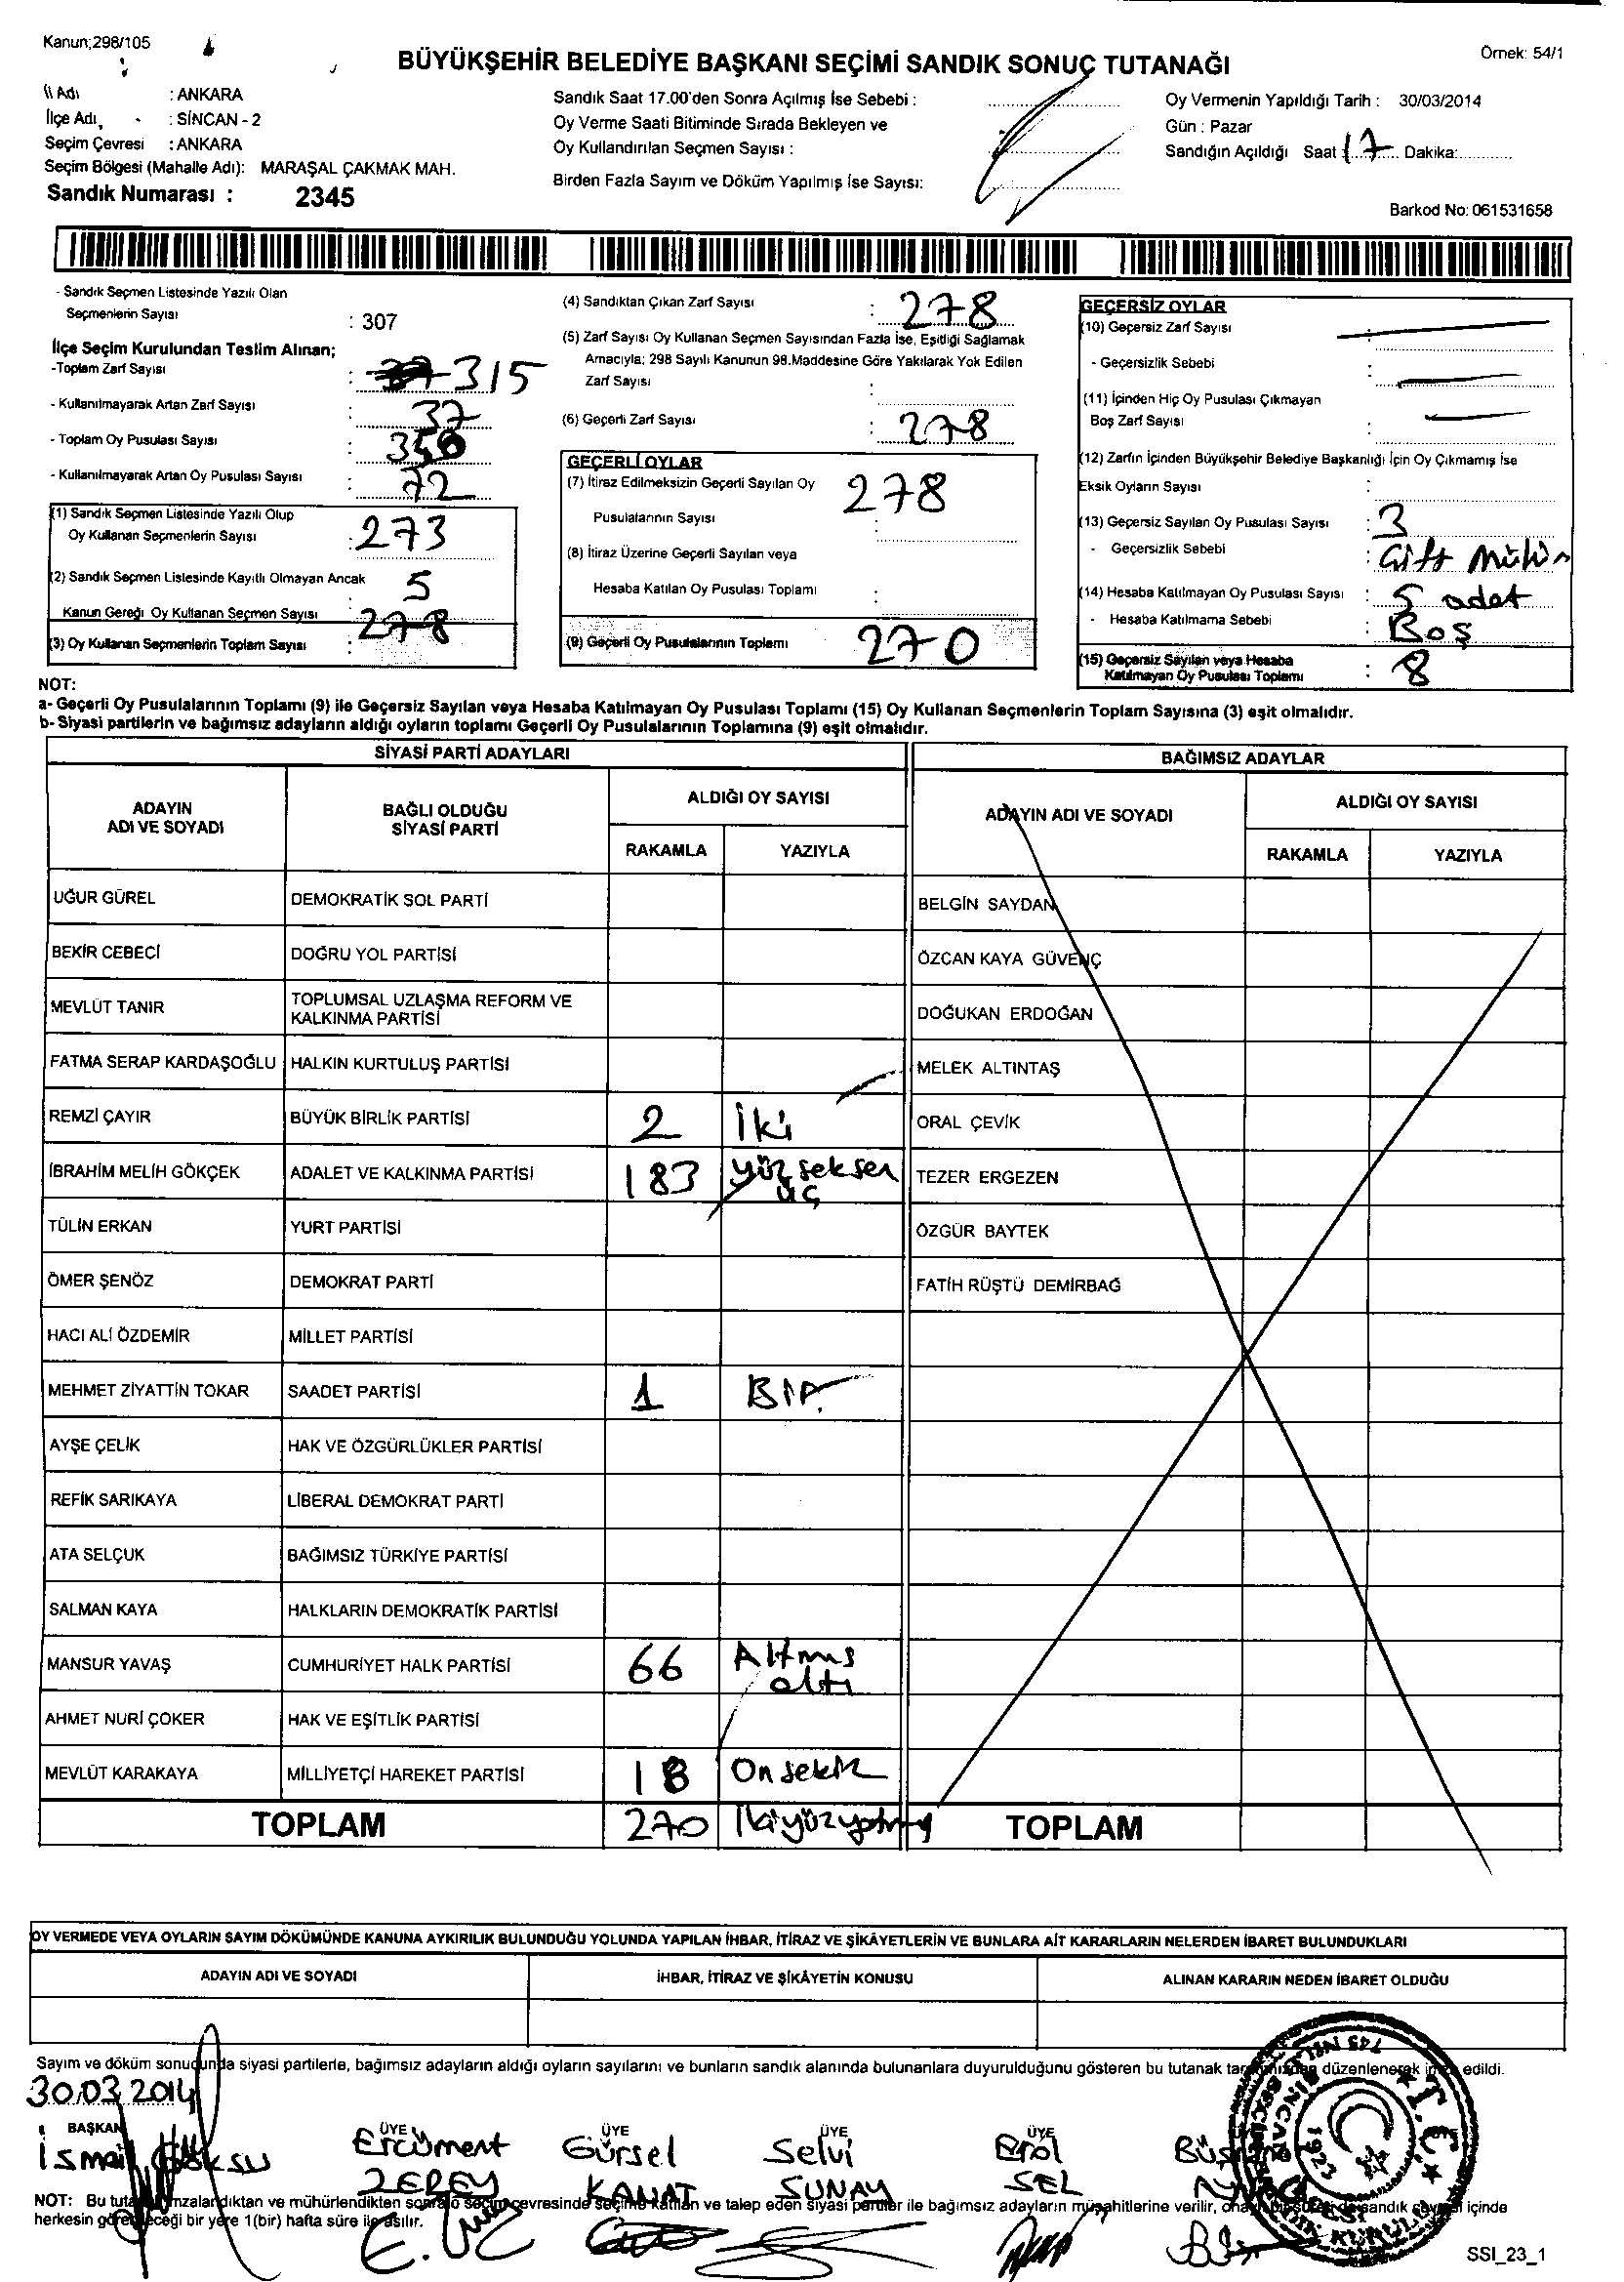 Kanun;298/105
Örnek: 54/1
BÜYÜKŞEHİR BELEDİYE BAŞKANI SEÇİMİ SANDIK SONUÇ TUTANAĞI
İl Adı : ANKARA
İlçe Adı : SİNCAN - 2
Seçim Çevresi : ANKARA
Seçim Bölgesi (Mahalle Adı): MARAŞAL ÇAKMAK MAH.
Sandık Numarası : 2345
Sandık Saat 17.00'den Sonra Açılmış İse Sebebi :
Oy Verme Saati Bitiminde Sırada Bekleyen ve
Oy Kullandırılan Seçmen Sayısı :
Birden Fazla Sayım ve Döküm Yapılmış İse Sayısı:
Oy Vermenin Yapıldığı Tarih : 30/03/2014
Gün : Pazar
Sandığın Açıldığı Saat : 17 Dakika:
Barkod No: 061531658
- Sandık Seçmen Listesinde Yazılı Olan
Seçmenlerin Sayısı : 307
İlçe Seçim Kurulundan Teslim Alınan;
-Toplam Zarf Sayısı : 315
- Kullanılmayarak Artan Zarf Sayısı : 37
- Toplam Oy Pusulası Sayısı : 350
- Kullanılmayarak Artan Oy Pusulası Sayısı : 72
(1) Sandık Seçmen Listesinde Yazılı Olup
Oy Kullanan Seçmenlerin Sayısı : 273
(2) Sandık Seçmen Listesinde Kayıtlı Olmayan Ancak
Kanun Gereği Oy Kullanan Seçmen Sayısı : 5
(3) Oy Kullanan Seçmenlerin Toplam Sayısı : 278
(4) Sandıktan Çıkan Zarf Sayısı : 278
(5) Zarf Sayısı Oy Kullanan Seçmen Sayısından Fazla İse, Eşitliği Sağlamak
Amacıyla; 298 Sayılı Kanunun 98.Maddesine Göre Yakılarak Yok Edilen
Zarf Sayısı :
(6) Geçerli Zarf Sayısı : 278
GEÇERLİ OYLAR
(7) İtiraz Edilmeksizin Geçerli Sayılan Oy
Pusulalarının Sayısı : 278
(8) İtiraz Üzerine Geçerli Sayılan veya
Hesaba Katılan Oy Pusulası Toplamı :
(9) Geçerli Oy Pusulalarının Toplamı 270
GEÇERSİZ OYLAR
(10) Geçersiz Zarf Sayısı :
- Geçersizlik Sebebi :
(11) İçinden Hiç Oy Pusulası Çıkmayan
Boş Zarf Sayısı :
(12) Zarfın İçinden Büyükşehir Belediye Başkanlığı İçin Oy Çıkmamış İse
Eksik Oyların Sayısı :
(13) Geçersiz Sayılan Oy Pusulası Sayısı : 3
- Geçersizlik Sebebi : Çift Mühür
(14) Hesaba Katılmayan Oy Pusulası Sayısı : 5 adet
- Hesaba Katılmama Sebebi : Boş
(15) Geçersiz Sayılan veya Hesaba
Katılmayan Oy Pusulası Toplamı : 8
NOT:
a- Geçerli Oy Pusulalarının Toplamı (9) ile Geçersiz Sayılan veya Hesaba Katılmayan Oy Pusulası Toplamı (15) Oy Kullanan Seçmenlerin Toplam Sayısına (3) eşit olmalıdır.
b- Siyasi partilerin ve bağımsız adayların aldığı oyların toplamı Geçerli Oy Pusulalarının Toplamına (9) eşit olmalıdır.
SİYASİ PARTİ ADAYLARI
ADAYIN ADI VE SOYADI
BAĞLI OLDUĞU SİYASİ PARTİ
ALDIĞI OY SAYISI
RAKAMLA YAZIYLA
UĞUR GÜREL DEMOKRATİK SOL PARTİ
BEKİR CEBECİ DOĞRU YOL PARTİSİ
MEVLÜT TANIR TOPLUMSAL UZLAŞMA REFORM VE KALKINMA PARTİSİ
FATMA SERAP KARDAŞOĞLU HALKIN KURTULUŞ PARTİSİ
REMZİ ÇAYIR BÜYÜK BİRLİK PARTİSİ 2 İki
İBRAHİM MELİH GÖKÇEK ADALET VE KALKINMA PARTİSİ 183 yüz seksen üç
TÜLİN ERKAN YURT PARTİSİ
ÖMER ŞENÖZ DEMOKRAT PARTİ
HACI ALİ ÖZDEMİR MİLLET PARTİSİ
MEHMET ZİYATTİN TOKAR SAADET PARTİSİ 1 Bir
AYŞE ÇELİK HAK VE ÖZGÜRLÜKLER PARTİSİ
REFİK SARIKAYA LİBERAL DEMOKRAT PARTİ
ATA SELÇUK BAĞIMSIZ TÜRKİYE PARTİSİ
SALMAN KAYA HALKLARIN DEMOKRATİK PARTİSİ
MANSUR YAVAŞ CUMHURİYET HALK PARTİSİ 66 Altmış altı
AHMET NURİ ÇOKER HAK VE EŞİTLİK PARTİSİ
MEVLÜT KARAKAYA MİLLİYETÇİ HAREKET PARTİSİ 18 On sekiz
TOPLAM 270 İkiyüzyetmiş
BAĞIMSIZ ADAYLAR
ADAYIN ADI VE SOYADI
ALDIĞI OY SAYISI
RAKAMLA YAZIYLA
BELGİN SAYDAN
ÖZCAN KAYA GÜVENÇ
DOĞUKAN ERDOĞAN
MELEK ALTINTAŞ
ORAL ÇEVİK
TEZER ERGEZEN
ÖZGÜR BAYTEK
FATİH RÜŞTÜ DEMİRBAĞ
TOPLAM
OY VERMEDE VEYA OYLARIN SAYIM DÖKÜMÜNDE KANUNA AYKIRILIK BULUNDUĞU YOLUNDA YAPILAN İHBAR, İTİRAZ VE ŞİKÂYETLERİN VE BUNLARA AİT KARARLARIN NELERDEN İBARET BULUNDUKLARI
ADAYIN ADI VE SOYADI
İHBAR, İTİRAZ VE ŞİKÂYETİN KONUSU
ALINAN KARARIN NEDEN İBARET OLDUĞU
Sayım ve döküm sonucunda siyasi partilerle, bağımsız adayların aldığı oyların sayılarını ve bunların sandık alanında bulunanlara duyurulduğunu gösteren bu tutanak tarafımızdan düzenlenerek imza edildi.
30.03.2014
BAŞKAN ÜYE ÜYE ÜYE ÜYE
İsmail Göksu Ercüment ZEREY Gürsel KANAT Selvi SUNAY Erol SEL
T.C. SİNCAN 1923
NOT: Bu tutanak imzalandıktan ve mühürlendikten sonra o seçim çevresinde seçime katılan ve talep eden siyasi partiler ile bağımsız adayların müşahitlerine verilir, sandık çevresi içinde
herkesin görebileceği bir yere 1(bir) hafta süre ile asılır.
SSI_23_1